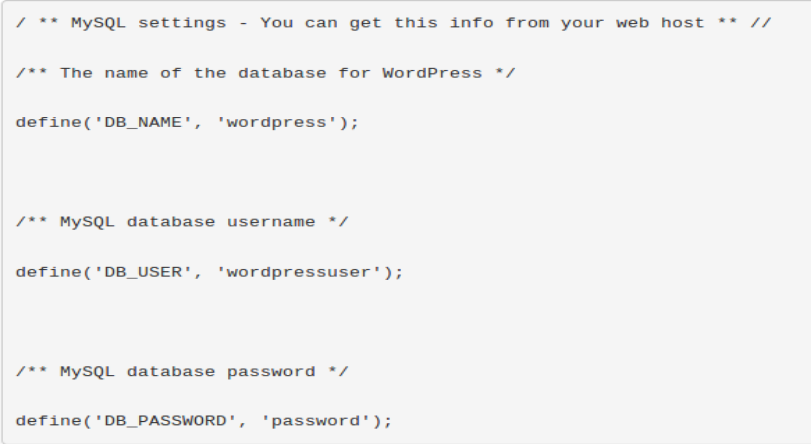 / ** MySQL settings - You can get this info from your web host ** //
/** The name of the database for WordPress */
define('DB_NAME', 'wordpress');
/** MySQL database username */
define('DB_USER', 'wordpressuser');
/** MySQL database password */
define('DB_PASSWORD', 'password');